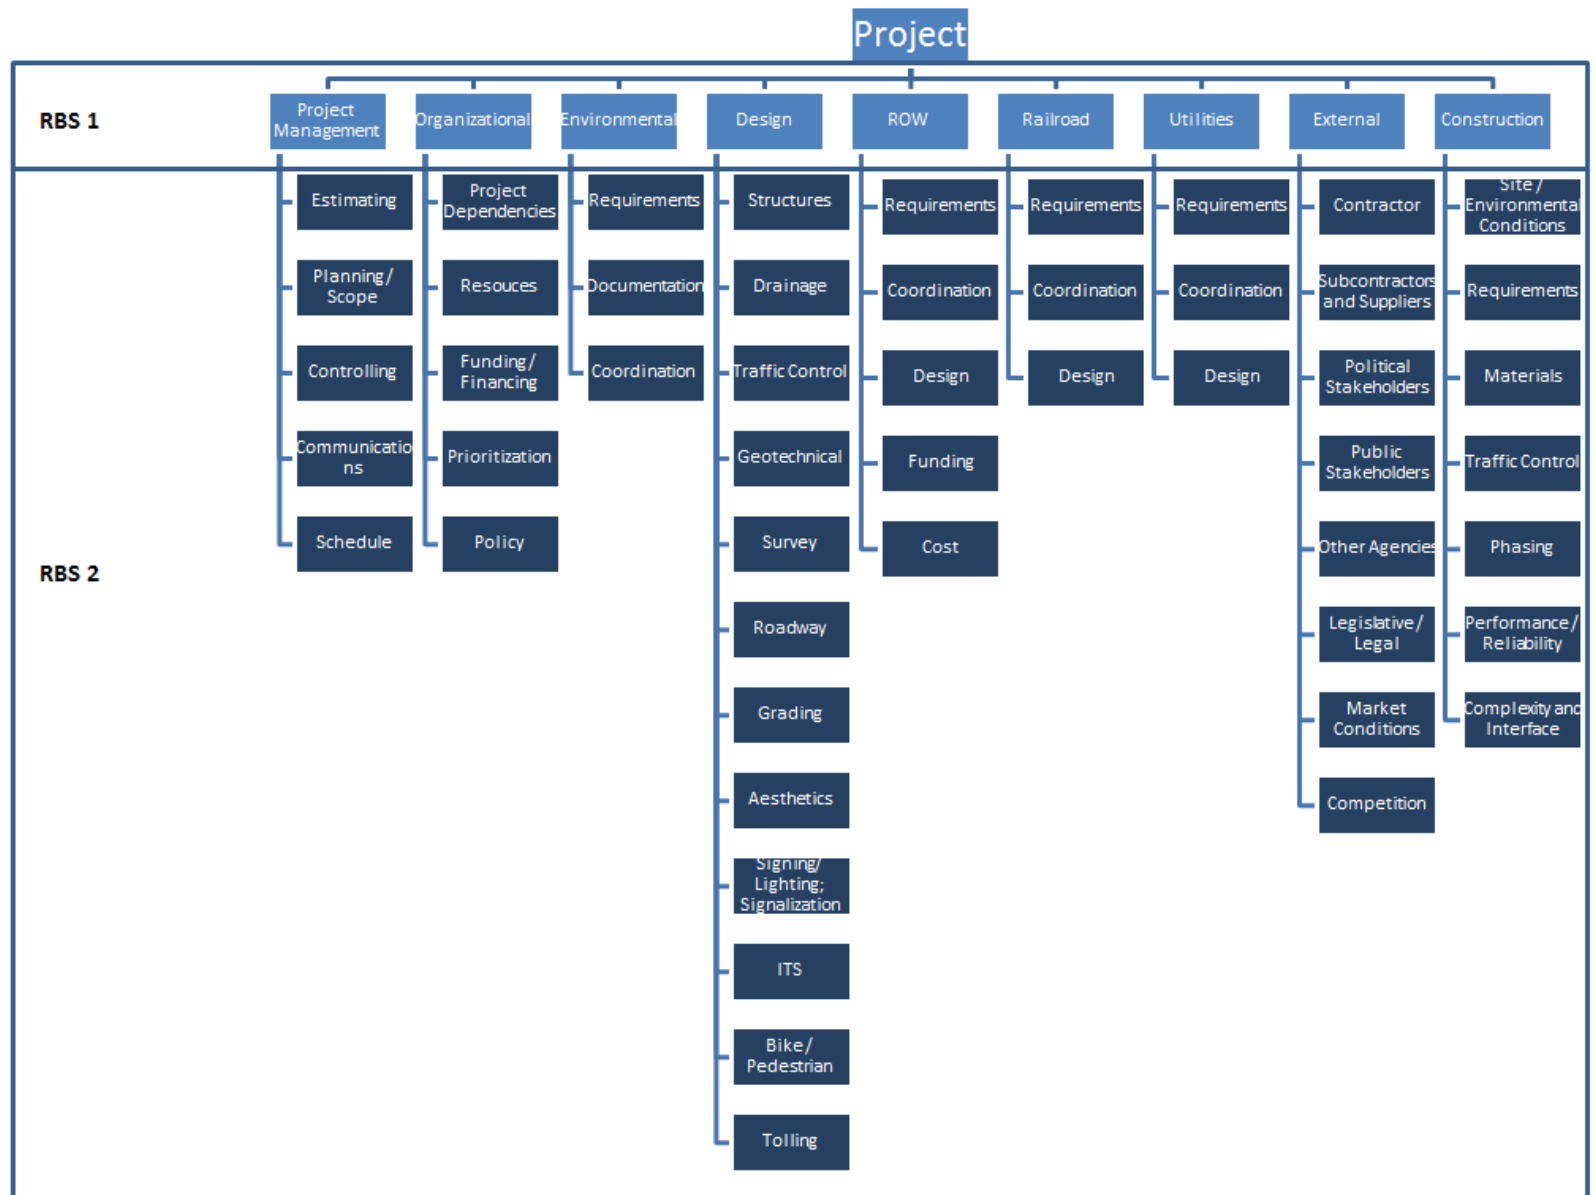 Project
RBS 1
Project
Management
Organizational
Environmental
Design
ROW
Railroad
Utilities
External
Construction
RBS 2
Estimating
Planning/
Scope
Controlling
Communicatio
ns
Schedule
Project
Dependencies
Resouces
Funding/
Financing
Prioritization
Policy
Requirements
Documentation
Coordination
Structures
Drainage
Traffic Control
Geotechnical
Survey
Roadway
Grading
Aesthetics
Signing/
Lighting;
Signalization
ITS
Bike /
Pedestrian
Tolling
Requirements
Coordination
Design
Funding
Cost
Requirements
Coordination
Design
Requirements
Coordination
Design
Contractor
Subcontractors
and Suppliers
Political
Stakeholders
Public
Stakeholders
Other Agencies
Legislative /
Legal
Market
Conditions
Competition
Site /
Environmental
Conditions
Requirements
Materials
Traffic Control
Phasing
Performance /
Reliability
Complexity and
Interface